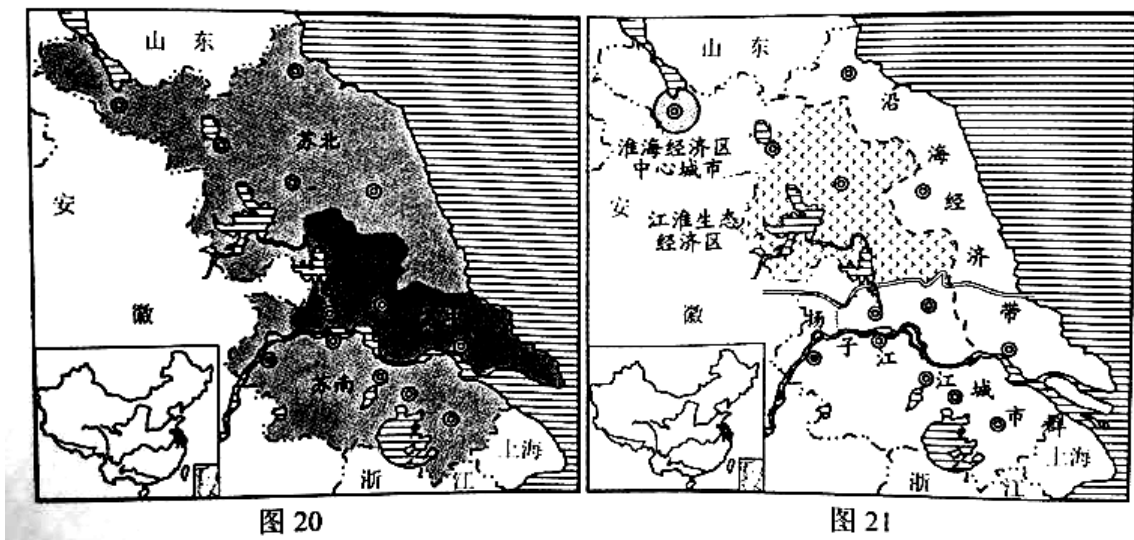 山东
苏北
安
徽
苏南
上海
浙
江
图 20
山东
沿
海
经
济
带
淮海经济区
中心城市
安
江淮生态
经济区
徽
扬
子
江
城
市
群
上海
浙
江
图 21